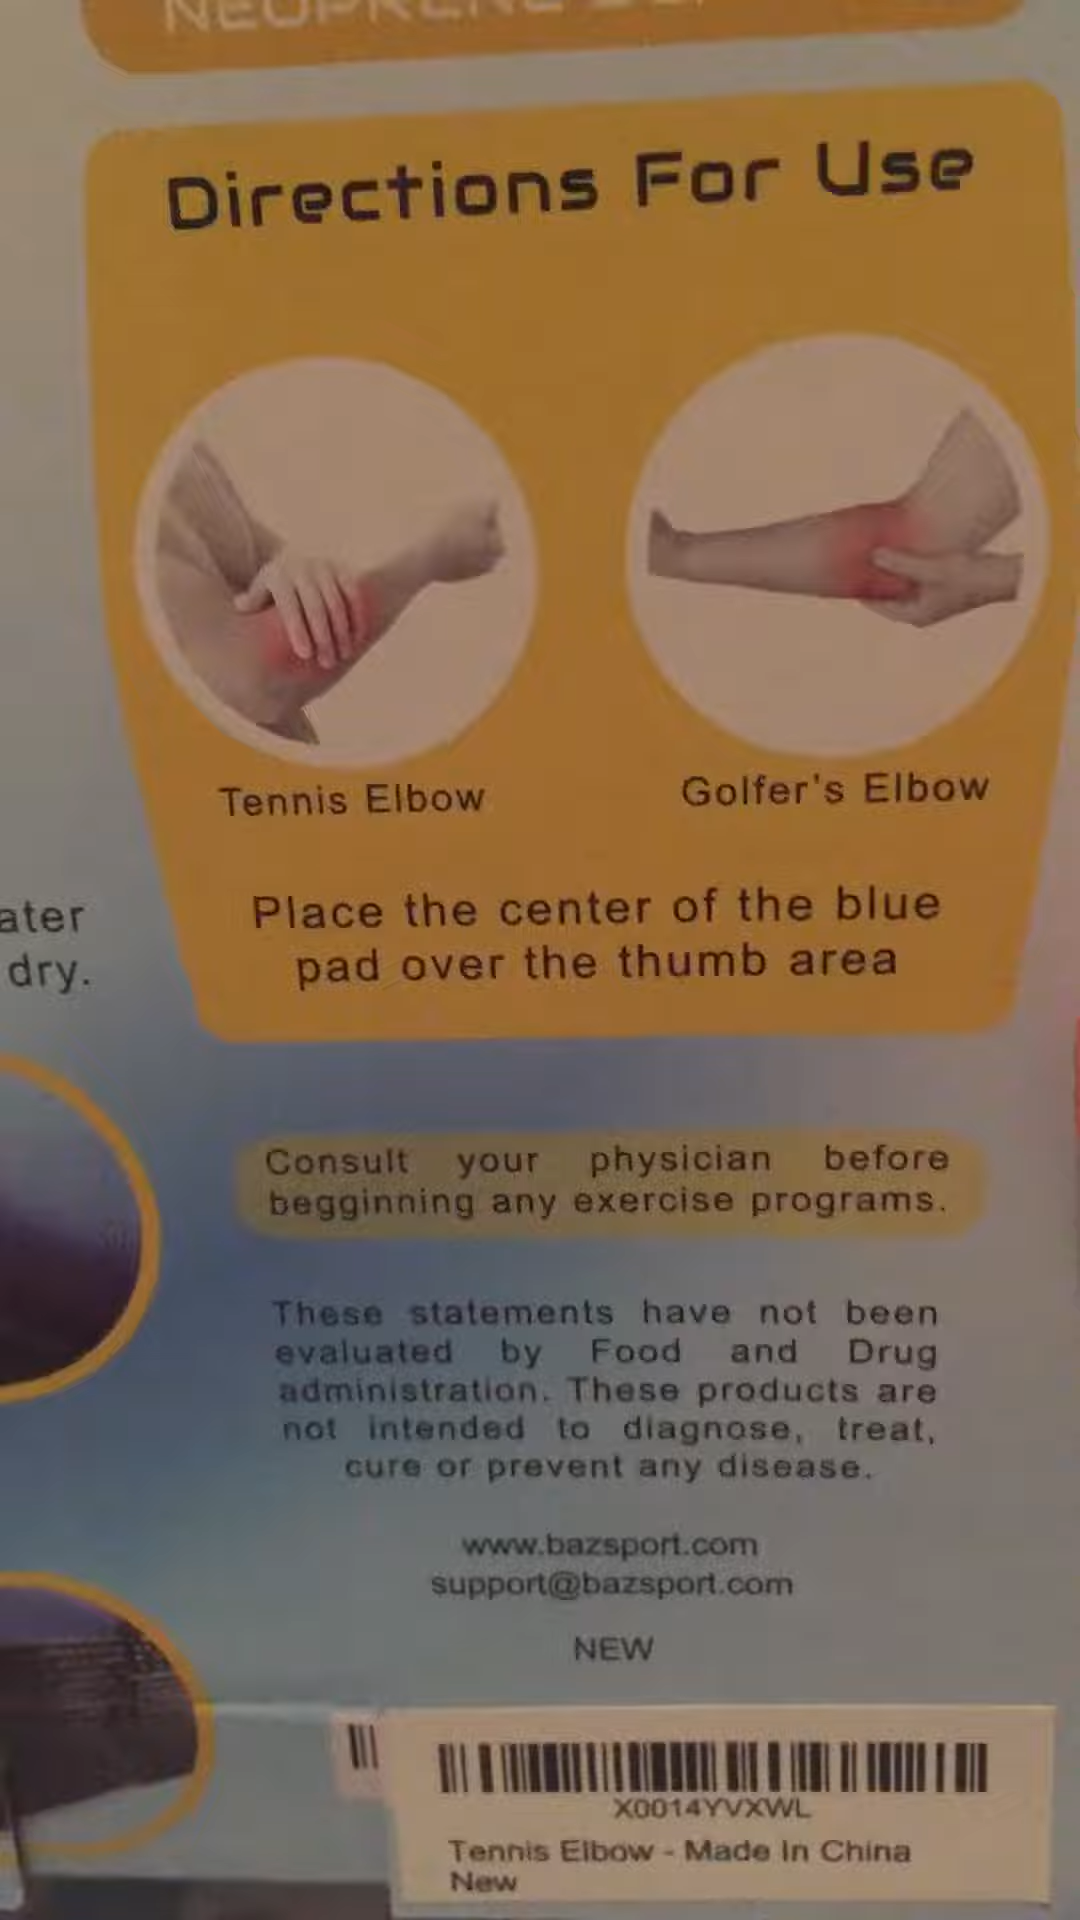 NEOPRENE
Directions For Use
Tennis Elbow
Golfer's Elbow
Place the center of the blue
pad over the thumb area
ater
dry.
Consult your physician before
begginning any exercise programs.
These statements have not been
evaluated by Food and Drug
administration. These products are
not intended to diagnose, treat,
cure or prevent any disease.
www.bazsport.com
support@bazsport.com
NEW
X0014YVXWL
Tennis Elbow - Made In China
New